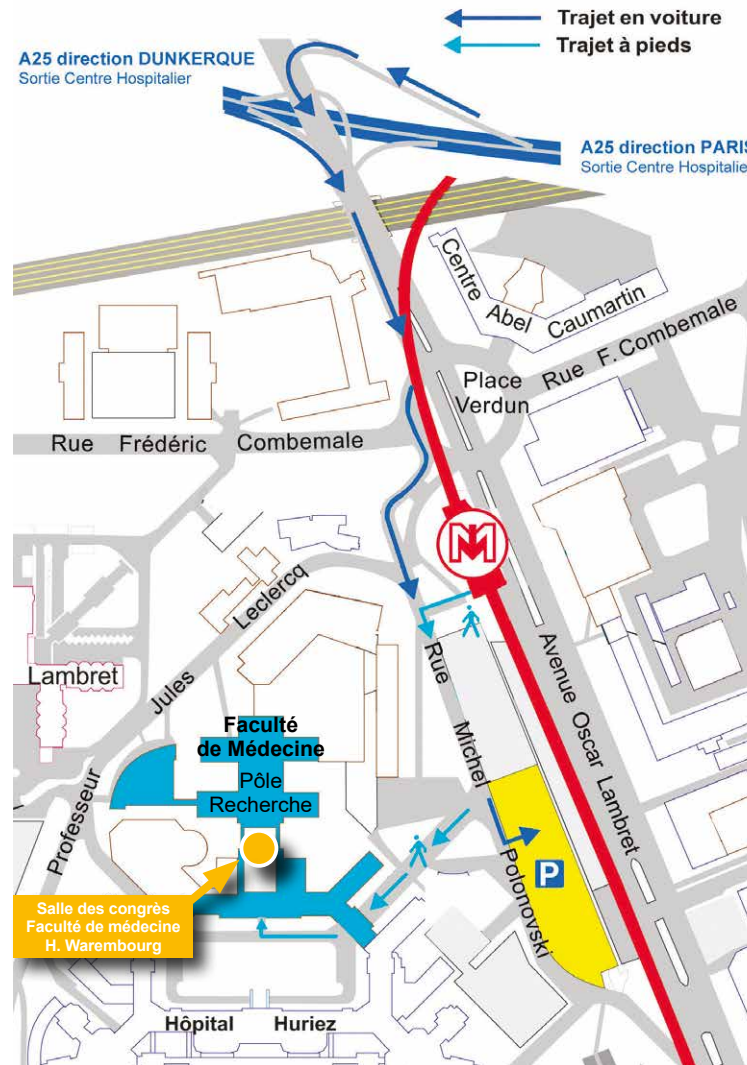 Trajet en voiture
Trajet à pieds
A25 direction DUNKERQUE
Sortie Centre Hospitalier
A25 direction PARIS
Sortie Centre Hospitalie
Centre Abel Caumartin
Rue F. Combemale
Place
Verdun
Rue Frédéric Combemale
M
Professeur Jules Leclercq
Lambret
Rue Michel Polonovski
Avenue Oscar Lambret
Faculté
de Médecine
Pôle
Recherche
P
Salle des congrès
Faculté de médecine
H. Warembourg
Hôpital Huriez